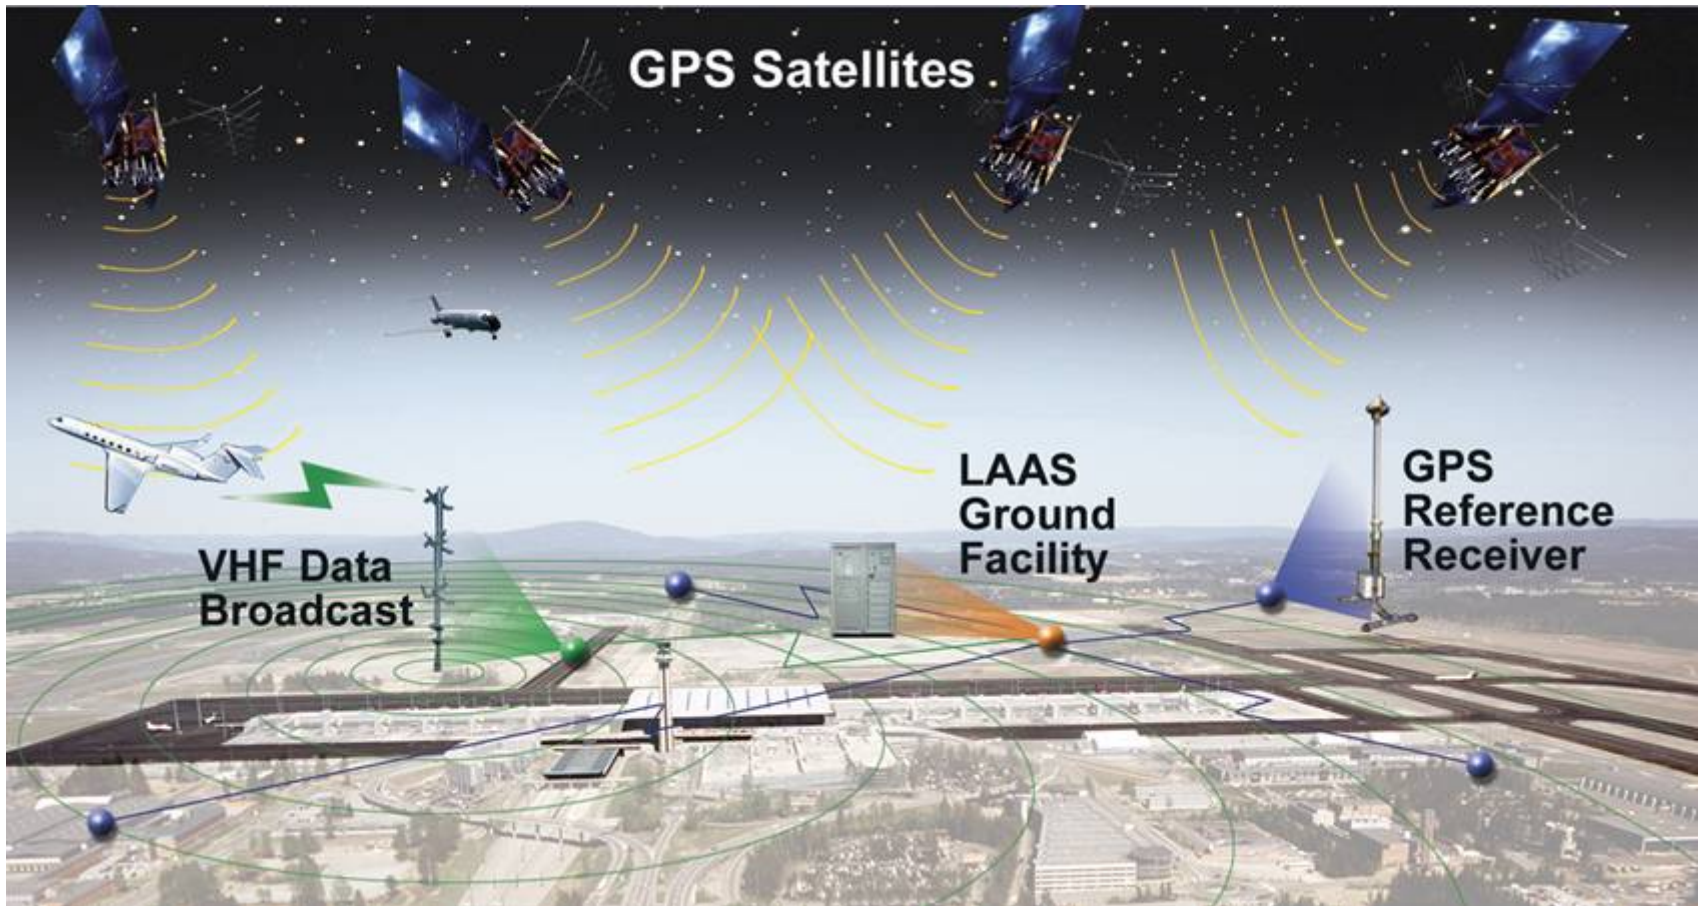 GPS Satellites
LAAS
Ground
Facility
GPS
Reference
Receiver
VHF Data
Broadcast